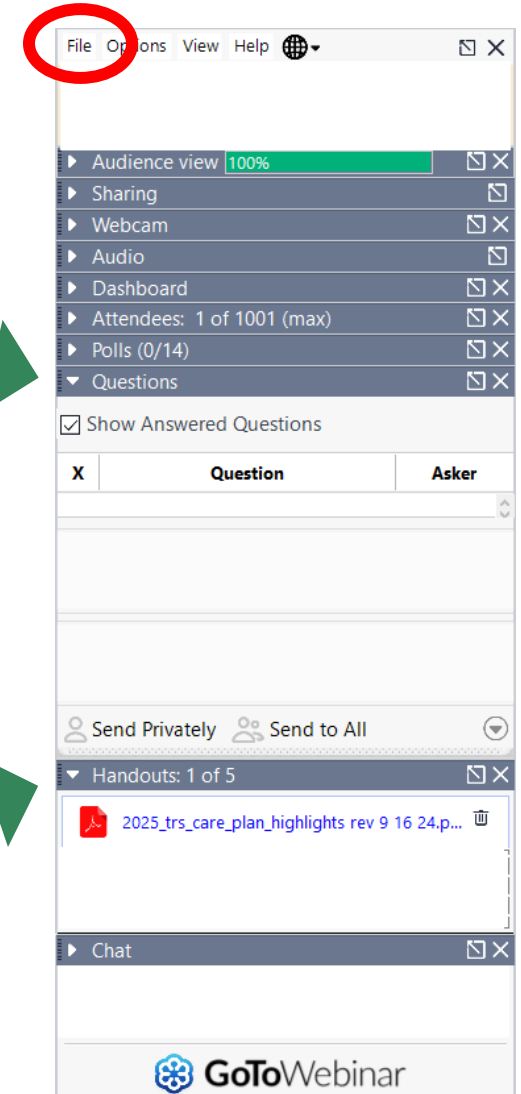 File Options View Help
Audience view 100%
Sharing
Webcam
Audio
Dashboard
Attendees: 1 of 1001 (max)
Polls (0/14)
Questions
Show Answered Questions
X Question Asker
Send Privately Send to All
Handouts: 1 of 5
2025_trs_care_plan_highlights rev 9 16 24.p...
Chat
GoToWebinar